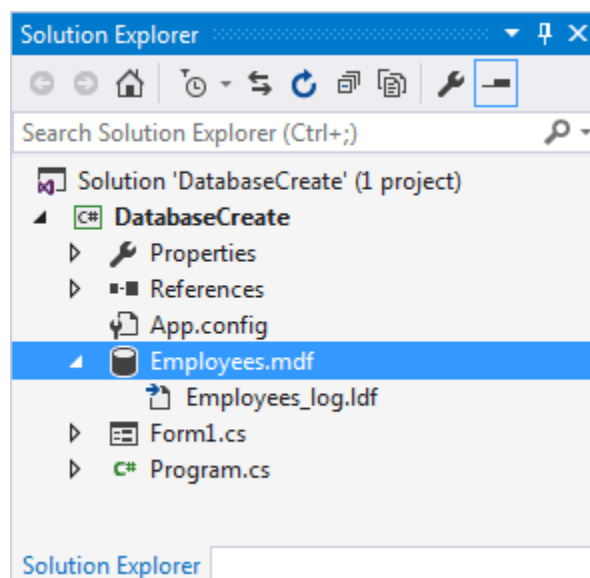 Solution Explorer
Search Solution Explorer (Ctrl+;)
Solution 'DatabaseCreate' (1 project)
C# DatabaseCreate
Properties
References
App.config
Employees.mdf
Employees_log.ldf
Form1.cs
C# Program.cs
Solution Explorer